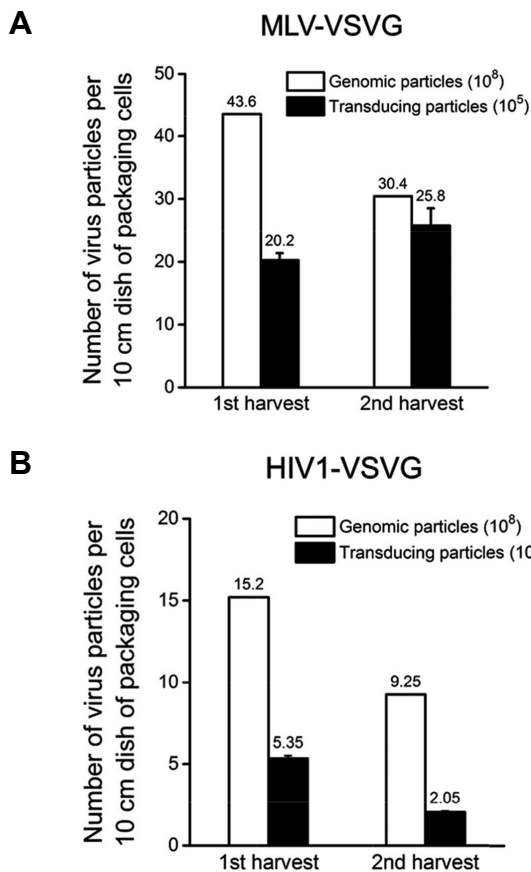 A
MLV-VSVG
Number of virus particles per
10 cm dish of packaging cells
50
40
30
20
10
0
Genomic particles (10⁸)
Transducing particles (10⁵)
43.6
20.2
30.4
25.8
1st harvest
2nd harvest
B
HIV1-VSVG
Number of virus particles per
10 cm dish of packaging cells
20
15
10
5
0
Genomic particles (10⁸)
Transducing particles (10
15.2
5.35
9.25
2.05
1st harvest
2nd harvest